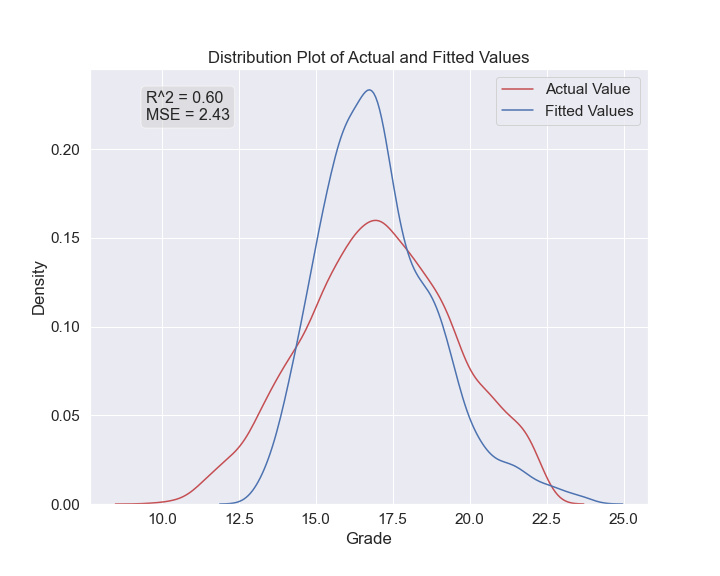 Distribution Plot of Actual and Fitted Values
R^2 = 0.60
MSE = 2.43
Actual Value
Fitted Values
0.20
0.15
0.10
0.05
0.00
Density
10.0 12.5 15.0 17.5 20.0 22.5 25.0
Grade